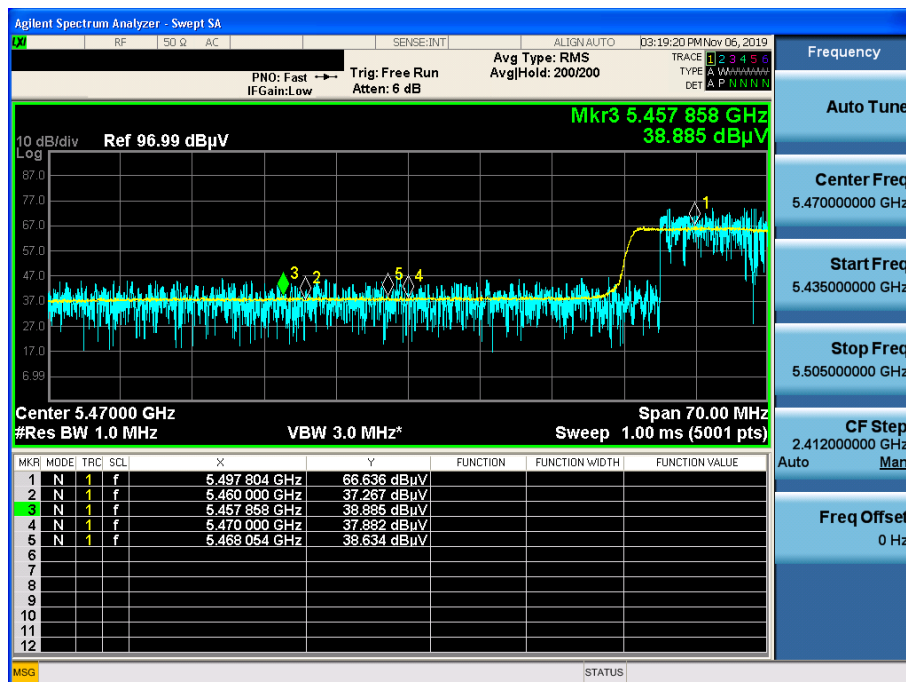 Agilent Spectrum Analyzer - Swept SA
LXI RF 50 Ω AC SENSE:INT ALIGNAUTO 03:19:20 PM Nov 06, 2019
PNO: Fast Trig: Free Run Avg Type: RMS TRACE 1 2 3 4 5 6
IFGain:Low Atten: 6 dB Avg|Hold: 200/200 TYPE A WWWWW
DET A P N N N N
Mkr3 5.457 858 GHz
38.885 dBµV
10 dB/div Ref 96.99 dBµV
Log
87.0
77.0
67.0
57.0
47.0
37.0
27.0
17.0
6.99
1
3 2 5 4
Center 5.47000 GHz Span 70.00 MHz
#Res BW 1.0 MHz VBW 3.0 MHz* Sweep 1.00 ms (5001 pts)
MKR MODE TRC SCL X Y FUNCTION FUNCTION WIDTH FUNCTION VALUE
1 N 1 f 5.497 804 GHz 66.636 dBµV
2 N 1 f 5.460 000 GHz 37.267 dBµV
3 N 1 f 5.457 858 GHz 38.885 dBµV
4 N 1 f 5.470 000 GHz 37.882 dBµV
5 N 1 f 5.468 054 GHz 38.634 dBµV
6
7
8
9
10
11
12
MSG STATUS
Frequency
Auto Tune
Center Freq
5.470000000 GHz
Start Freq
5.435000000 GHz
Stop Freq
5.505000000 GHz
CF Step
2.412000000 GHz
Auto Man
Freq Offset
0 Hz